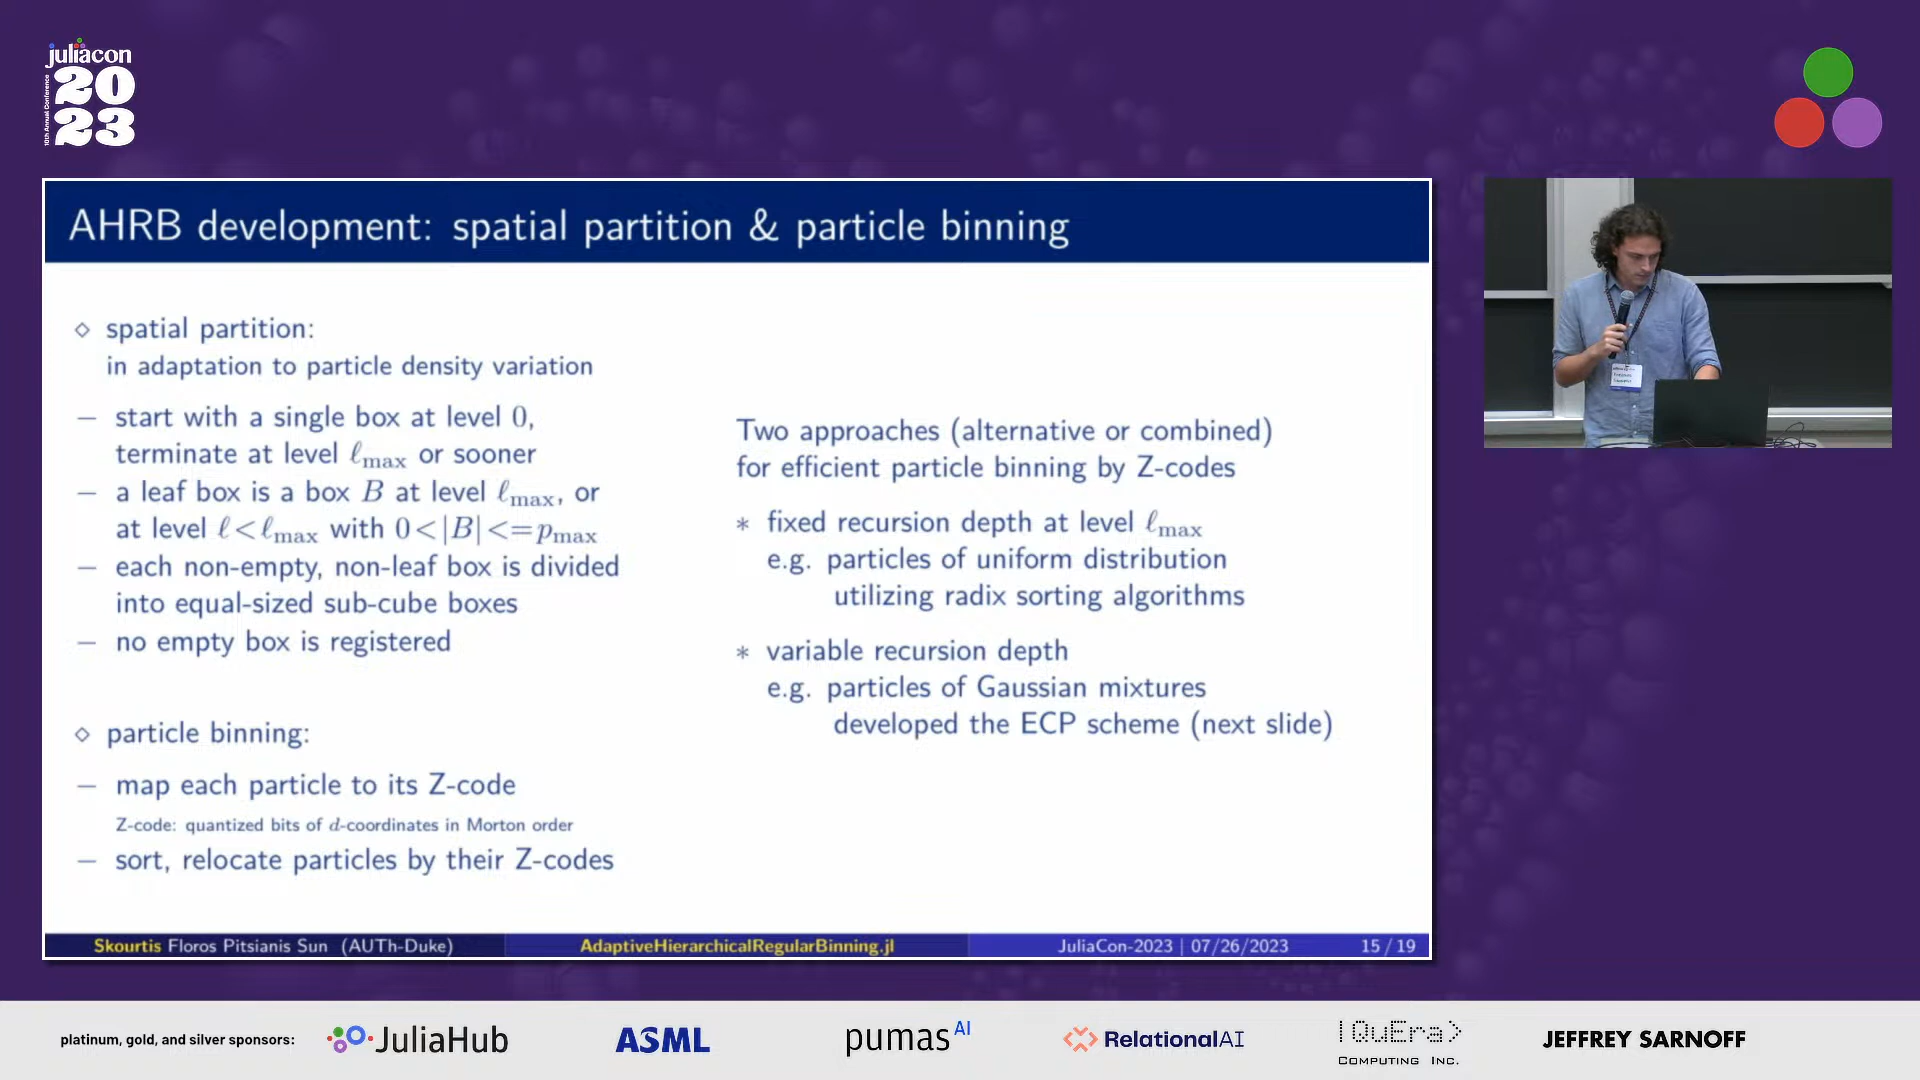 juliacon
10th Annual Conference
20
23
AHRB development: spatial partition & particle binning
◇ spatial partition:
in adaptation to particle density variation
— start with a single box at level 0,
terminate at level ℓmax or sooner
— a leaf box is a box B at level ℓmax, or
at level ℓ<ℓmax with 0<|B|<=pmax
— each non-empty, non-leaf box is divided
into equal-sized sub-cube boxes
— no empty box is registered
◇ particle binning:
— map each particle to its Z-code
Z-code: quantized bits of d-coordinates in Morton order
— sort, relocate particles by their Z-codes
Two approaches (alternative or combined)
for efficient particle binning by Z-codes
* fixed recursion depth at level ℓmax
e.g. particles of uniform distribution
utilizing radix sorting algorithms
* variable recursion depth
e.g. particles of Gaussian mixtures
developed the ECP scheme (next slide)
Skourtis Floros Pitsianis Sun (AUTh-Duke) AdaptiveHierarchicalRegularBinning.jl JuliaCon-2023 | 07/26/2023 15/19
platinum, gold, and silver sponsors: JuliaHub ASML pumasAI RelationalAI |QuEra> JEFFREY SARNOFF
COMPUTING INC.